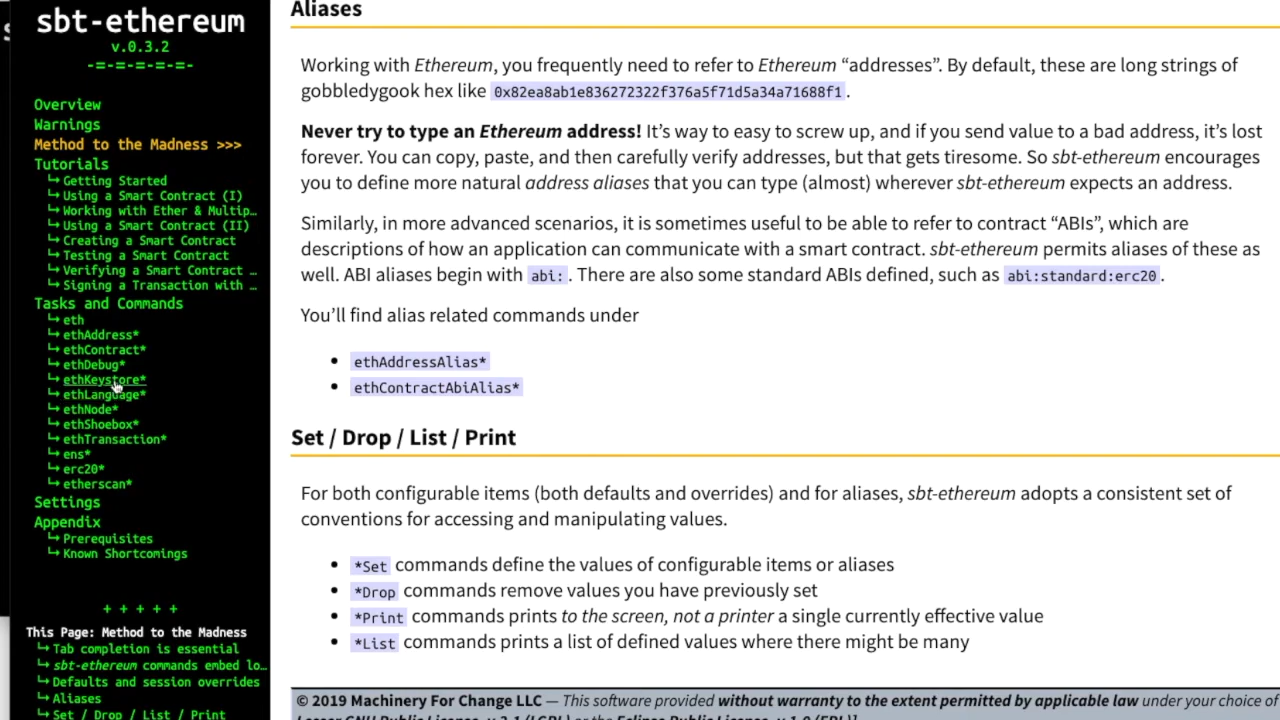 sbt-ethereum
v.0.3.2
-=-=-=-=-=-
Overview
Warnings
Method to the Madness >>>
Tutorials
↳ Getting Started
↳ Using a Smart Contract (I)
↳ Working with Ether & Multip…
↳ Using a Smart Contract (II)
↳ Creating a Smart Contract
↳ Testing a Smart Contract
↳ Verifying a Smart Contract …
↳ Signing a Transaction with …
Tasks and Commands
↳ eth
↳ ethAddress*
↳ ethContract*
↳ ethDebug*
↳ ethKeystore*
↳ ethLanguage*
↳ ethNode*
↳ ethShoebox*
↳ ethTransaction*
↳ ens*
↳ erc20*
↳ etherscan*
Settings
Appendix
↳ Prerequisites
↳ Known Shortcomings
+ + + + +
This Page: Method to the Madness
↳ Tab completion is essential
↳ sbt-ethereum commands embed lo…
↳ Defaults and session overrides
↳ Aliases
↳ Set / Drop / List / Print
Aliases
Working with Ethereum, you frequently need to refer to Ethereum “addresses”. By default, these are long strings of
gobbledygook hex like 0x82ea8ab1e836272322f376a5f71d5a34a71688f1.
Never try to type an Ethereum address! It’s way to easy to screw up, and if you send value to a bad address, it’s lost
forever. You can copy, paste, and then carefully verify addresses, but that gets tiresome. So sbt-ethereum encourages
you to define more natural address aliases that you can type (almost) wherever sbt-ethereum expects an address.
Similarly, in more advanced scenarios, it is sometimes useful to be able to refer to contract “ABIs”, which are
descriptions of how an application can communicate with smart contract. sbt-ethereum permits aliases of these as
well. ABI aliases begin with abi:. There are also some standard ABIs defined, such as abi:standard:erc20.
You’ll find alias related commands under
• ethAddressAlias*
• ethContractAbiAlias*
Set / Drop / List / Print
For both configurable items (both defaults and overrides) and for aliases, sbt-ethereum adopts a consistent set of
conventions for accessing and manipulating values.
• *Set commands define the values of configurable items or aliases
• *Drop commands remove values you have previously set
• *Print commands prints to the screen, not a printer a single currently effective value
• *List commands prints a list of defined values where there might be many
© 2019 Machinery For Change LLC — This software provided without warranty to the extent permitted by applicable law under your choice of
Lesser GNU Public License, v 2.1 (LGPL) or the Eclipse Public License, v 1.0 (EPL)]